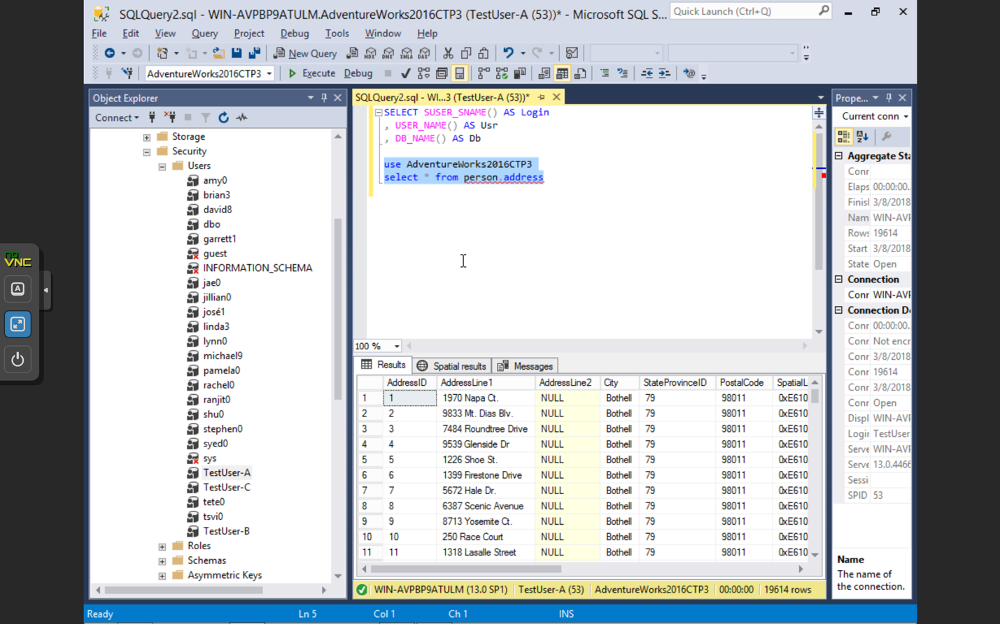 SQLQuery2.sql - WIN-AVPBP9ATULM.AdventureWorks2016CTP3 (TestUser-A (53))* - Microsoft SQL S...
Quick Launch (Ctrl+Q)
File Edit View Query Project Debug Tools Window Help
New Query MDX DMX XMLA DAX
AdventureWorks2016CTP3 Execute Debug
Object Explorer
Connect
Storage
Security
Users
amy0
brian3
david8
dbo
garrett1
guest
INFORMATION_SCHEMA
jae0
jillian0
josé1
linda3
lynn0
michael9
pamela0
rachel0
ranjit0
shu0
stephen0
syed0
sys
TestUser-A
TestUser-C
tete0
tsvi0
TestUser-B
Roles
Schemas
Asymmetric Keys
SQLQuery2.sql - WI...3 (TestUser-A (53))*
SELECT SUSER_SNAME() AS Login
, USER_NAME() AS Usr
, DB_NAME() AS Db
use AdventureWorks2016CTP3
select * from person.address
100 %
Results Spatial results Messages
AddressID AddressLine1 AddressLine2 City StateProvinceID PostalCode SpatialL
1 1 1970 Napa Ct. NULL Bothell 79 98011 0xE610
2 2 9833 Mt. Dias Blv. NULL Bothell 79 98011 0xE610
3 3 7484 Roundtree Drive NULL Bothell 79 98011 0xE610
4 4 9539 Glenside Dr NULL Bothell 79 98011 0xE610
5 5 1226 Shoe St. NULL Bothell 79 98011 0xE610
6 6 1399 Firestone Drive NULL Bothell 79 98011 0xE610
7 7 5672 Hale Dr. NULL Bothell 79 98011 0xE610
8 8 6387 Scenic Avenue NULL Bothell 79 98011 0xE610
9 9 8713 Yosemite Ct. NULL Bothell 79 98011 0xE610
10 10 250 Race Court NULL Bothell 79 98011 0xE610
11 11 1318 Lasalle Street NULL Bothell 79 98011 0xE610
WIN-AVPBP9ATULM (13.0 SP1) TestUser-A (53) AdventureWorks2016CTP3 00:00:00 19614 rows
Prope...
Current conn
Aggregate Sta
Conr
Elaps 00:00:00.
Finisl 3/8/2018
Nam WIN-AVI
Rows 19614
Start 3/8/2018
State Open
Connection
Conr WIN-AVI
Connection D
Conr 00:00:00.
Conr Not encr
Conr 3/8/2018
Conr 19614
Conr 3/8/2018
Conr Open
Displ WIN-AVI
Logir TestUser
Serve WIN-AVI
Serve 13.0.4466
Sessi
SPID 53
Name
The name of
the connection.
Ready Ln 5 Col 1 Ch 1 INS
no
VNC
A